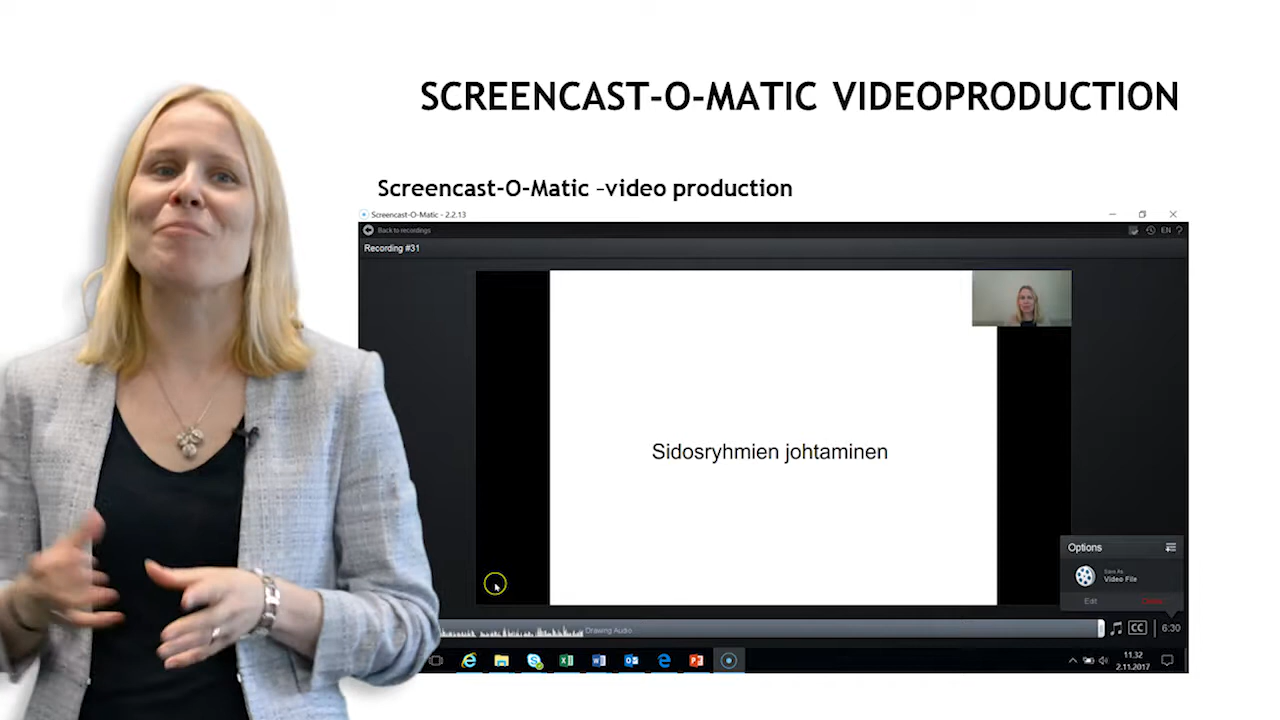 SCREENCAST-O-MATIC VIDEOPRODUCTION
Screencast-O-Matic –video production
Screencast-O-Matic - 2.2.13
Back to recordings
EN ?
Recording #31
Sidosryhmien johtaminen
Options
Save As
Video File
Edit
Drawing Audio
CC
6:30
11.32
2.11.2017